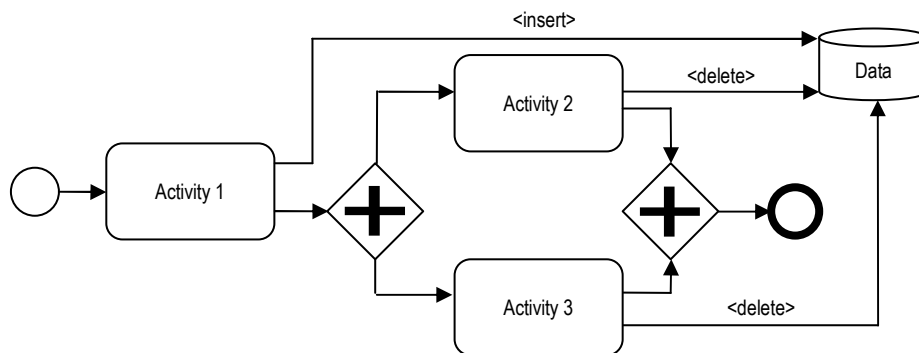 <insert>
Activity 2
<delete>
Data
Activity 1
Activity 3
<delete>